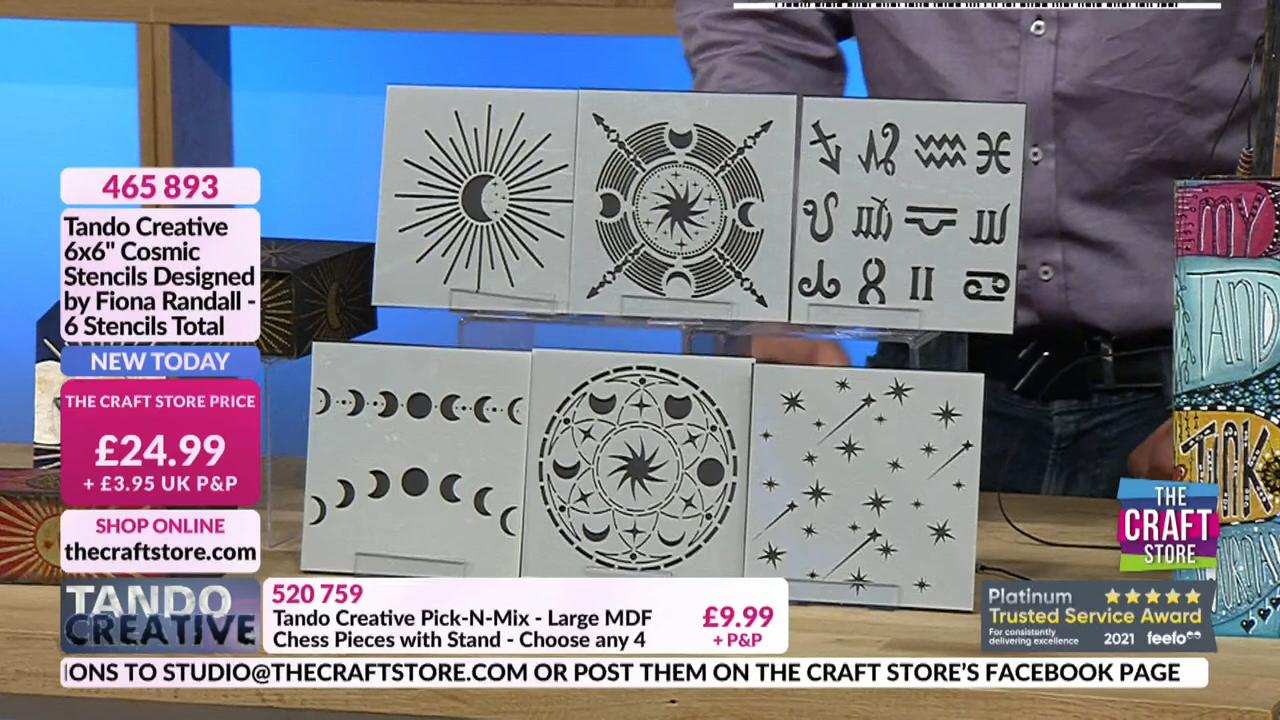 465 893
Tando Creative
6x6" Cosmic
Stencils Designed
by Fiona Randall -
6 Stencils Total
NEW TODAY
THE CRAFT STORE PRICE
£24.99
+ £3.95 UK P&P
SHOP ONLINE
thecraftstore.com
TANDO
CREATIVE
520 759
Tando Creative Pick-N-Mix - Large MDF
Chess Pieces with Stand - Choose any 4
£9.99
+ P&P
MY
AND
THE
CRAFT
STORE
Platinum
Trusted Service Award
For consistently
delivering excellence
2021 feefo
IONS TO STUDIO@THECRAFTSTORE.COM OR POST THEM ON THE CRAFT STORE'S FACEBOOK PAGE